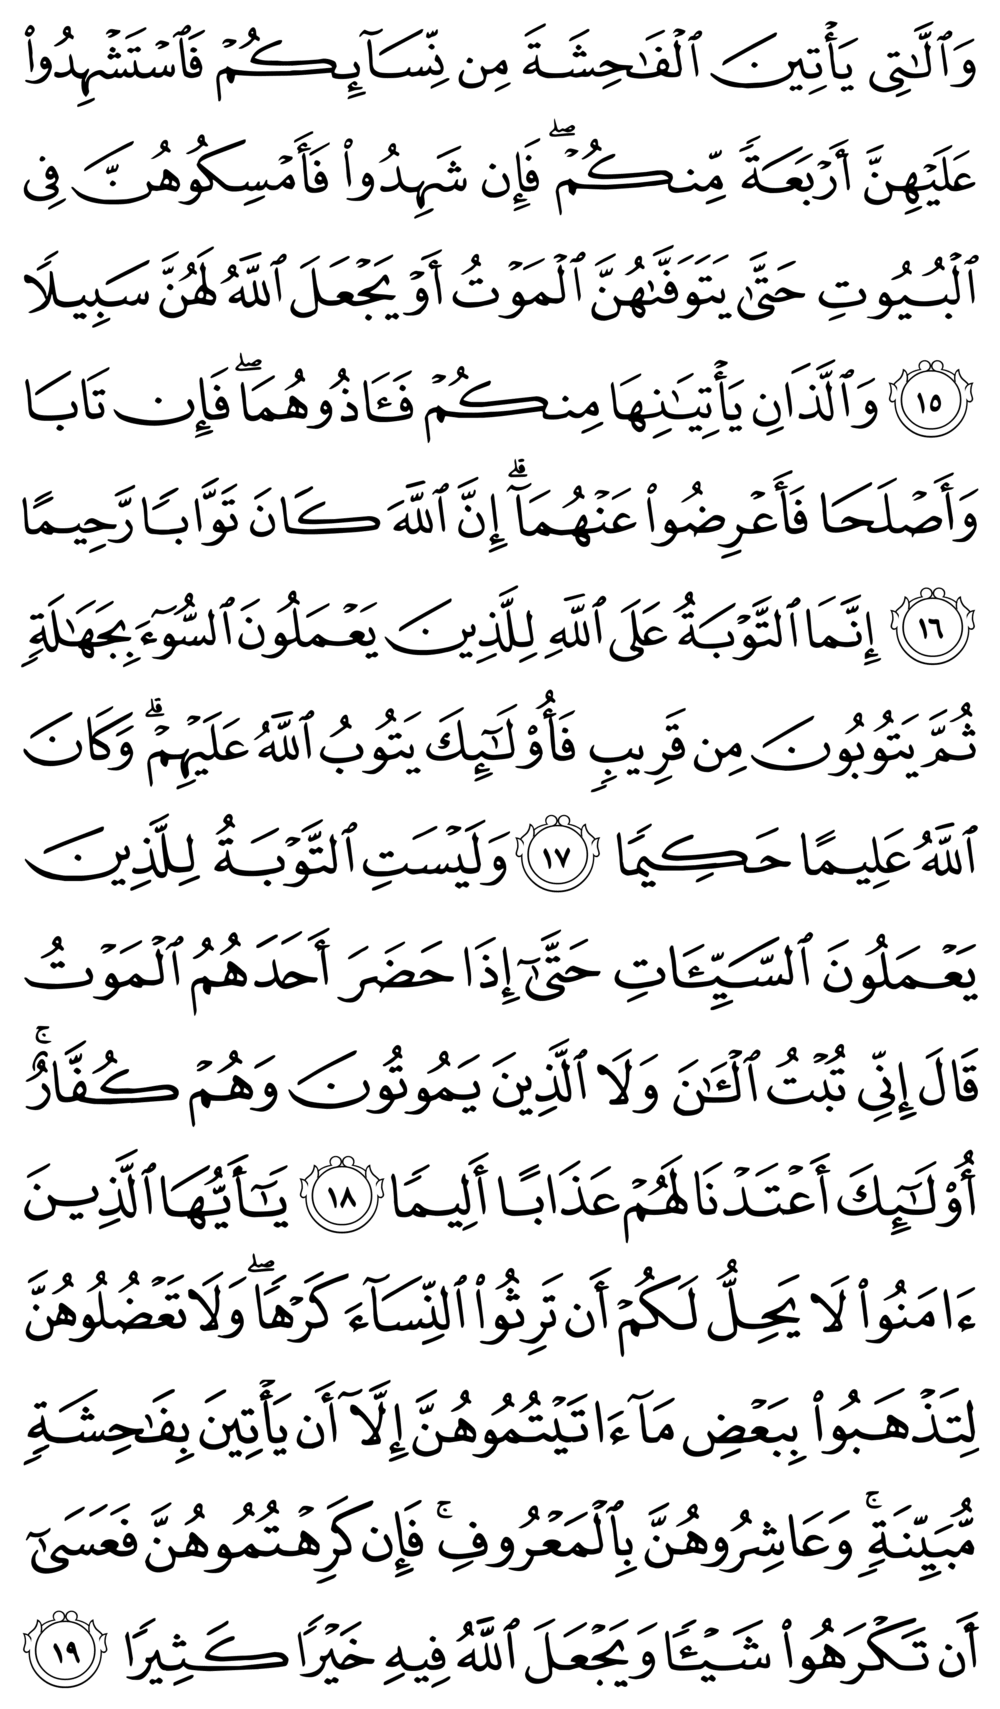 وَٱلَّـٰتِى يَأْتِينَ ٱلْفَـٰحِشَةَ مِن نِّسَآئِكُمْ فَٱسْتَشْهِدُوا۟
عَلَيْهِنَّ أَرْبَعَةً مِّنكُمْ ۖ فَإِن شَهِدُوا۟ فَأَمْسِكُوهُنَّ فِى
ٱلْبُيُوتِ حَتَّىٰ يَتَوَفَّىٰهُنَّ ٱلْمَوْتُ أَوْ يَجْعَلَ ٱللَّهُ لَهُنَّ سَبِيلًا
١٥ وَٱلَّذَانِ يَأْتِيَـٰنِهَا مِنكُمْ فَـَٔاذُوهُمَا ۖ فَإِن تَابَا
وَأَصْلَحَا فَأَعْرِضُوا۟ عَنْهُمَآ ۗ إِنَّ ٱللَّهَ كَانَ تَوَّابًا رَّحِيمًا
١٦ إِنَّمَا ٱلتَّوْبَةُ عَلَى ٱللَّهِ لِلَّذِينَ يَعْمَلُونَ ٱلسُّوٓءَ بِجَهَـٰلَةٍ
ثُمَّ يَتُوبُونَ مِن قَرِيبٍ فَأُو۟لَـٰٓئِكَ يَتُوبُ ٱللَّهُ عَلَيْهِمْ ۗ وَكَانَ
ٱللَّهُ عَلِيمًا حَكِيمًا ١٧ وَلَيْسَتِ ٱلتَّوْبَةُ لِلَّذِينَ
يَعْمَلُونَ ٱلسَّيِّـَٔاتِ حَتَّىٰٓ إِذَا حَضَرَ أَحَدَهُمُ ٱلْمَوْتُ
قَالَ إِنِّى تُبْتُ ٱلْـَٔـٰنَ وَلَا ٱلَّذِينَ يَمُوتُونَ وَهُمْ كُفَّارٌ ۚ
أُو۟لَـٰٓئِكَ أَعْتَدْنَا لَهُمْ عَذَابًا أَلِيمًا ١٨ يَـٰٓأَيُّهَا ٱلَّذِينَ
ءَامَنُوا۟ لَا يَحِلُّ لَكُمْ أَن تَرِثُوا۟ ٱلنِّسَآءَ كَرْهًا ۖ وَلَا تَعْضُلُوهُنَّ
لِتَذْهَبُوا۟ بِبَعْضِ مَآ ءَاتَيْتُمُوهُنَّ إِلَّآ أَن يَأْتِينَ بِفَـٰحِشَةٍ
مُّبَيِّنَةٍ ۚ وَعَاشِرُوهُنَّ بِٱلْمَعْرُوفِ ۚ فَإِن كَرِهْتُمُوهُنَّ فَعَسَىٰٓ
أَن تَكْرَهُوا۟ شَيْـًٔا وَيَجْعَلَ ٱللَّهُ فِيهِ خَيْرًا كَثِيرًا ١٩